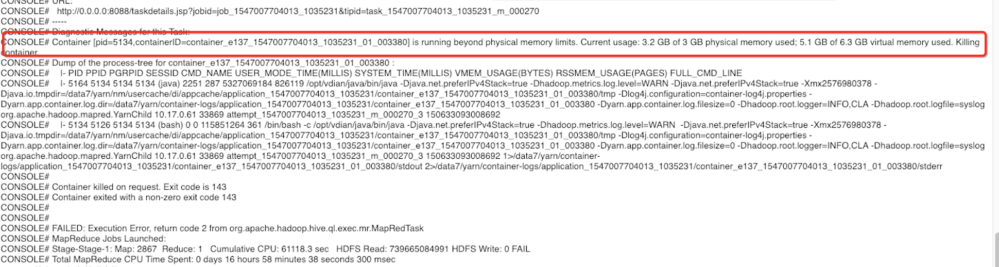 CONSOLE# URL:
CONSOLE#   http://0.0.0.0:8088/taskdetails.jsp?jobid=job_1547007704013_1035231&tipid=task_1547007704013_1035231_m_000270
CONSOLE# -----
CONSOLE# Diagnostic Messages for this Task:
CONSOLE# Container [pid=5134,containerID=container_e137_1547007704013_1035231_01_003380] is running beyond physical memory limits. Current usage: 3.2 GB of 3 GB physical memory used; 5.1 GB of 6.3 GB virtual memory used. Killing
container.
CONSOLE# Dump of the process-tree for container_e137_1547007704013_1035231_01_003380 :
CONSOLE#    |- PID PPID PGRPID SESSID CMD_NAME USER_MODE_TIME(MILLIS) SYSTEM_TIME(MILLIS) VMEM_USAGE(BYTES) RSSMEM_USAGE(PAGES) FULL_CMD_LINE
CONSOLE#    |- 5164 5134 5134 5134 (java) 2251 287 5327069184 826119 /opt/vdian/java/bin/java -Djava.net.preferIPv4Stack=true -Dhadoop.metrics.log.level=WARN -Djava.net.preferIPv4Stack=true -Xmx2576980378 -
Djava.io.tmpdir=/data7/yarn/nm/usercache/di/appcache/application_1547007704013_1035231/container_e137_1547007704013_1035231_01_003380/tmp -Dlog4j.configuration=container-log4j.properties -
Dyarn.app.container.log.dir=/data7/yarn/container-logs/application_1547007704013_1035231/container_e137_1547007704013_1035231_01_003380 -Dyarn.app.container.log.filesize=0 -Dhadoop.root.logger=INFO,CLA -Dhadoop.root.logfile=syslog
org.apache.hadoop.mapred.YarnChild 10.17.0.61 33869 attempt_1547007704013_1035231_m_000270_3 150633093008692
CONSOLE#    |- 5134 5126 5134 5134 (bash) 0 0 115851264 361 /bin/bash -c /opt/vdian/java/bin/java -Djava.net.preferIPv4Stack=true -Dhadoop.metrics.log.level=WARN  -Djava.net.preferIPv4Stack=true -Xmx2576980378 -
Djava.io.tmpdir=/data7/yarn/nm/usercache/di/appcache/application_1547007704013_1035231/container_e137_1547007704013_1035231_01_003380/tmp -Dlog4j.configuration=container-log4j.properties -
Dyarn.app.container.log.dir=/data7/yarn/container-logs/application_1547007704013_1035231/container_e137_1547007704013_1035231_01_003380 -Dyarn.app.container.log.filesize=0 -Dhadoop.root.logger=INFO,CLA -Dhadoop.root.logfile=syslog
org.apache.hadoop.mapred.YarnChild 10.17.0.61 33869 attempt_1547007704013_1035231_m_000270_3 150633093008692 1>/data7/yarn/container-
logs/application_1547007704013_1035231/container_e137_1547007704013_1035231_01_003380/stdout 2>/data7/yarn/container-logs/application_1547007704013_1035231/container_e137_1547007704013_1035231_01_003380/stderr
CONSOLE#
CONSOLE# Container killed on request. Exit code is 143
CONSOLE# Container exited with a non-zero exit code 143
CONSOLE#
CONSOLE#
CONSOLE# FAILED: Execution Error, return code 2 from org.apache.hadoop.hive.ql.exec.mr.MapRedTask
CONSOLE# MapReduce Jobs Launched:
CONSOLE# Stage-Stage-1: Map: 2867  Reduce: 1   Cumulative CPU: 61118.3 sec   HDFS Read: 739665084991 HDFS Write: 0 FAIL
CONSOLE# Total MapReduce CPU Time Spent: 0 days 16 hours 58 minutes 38 seconds 300 msec